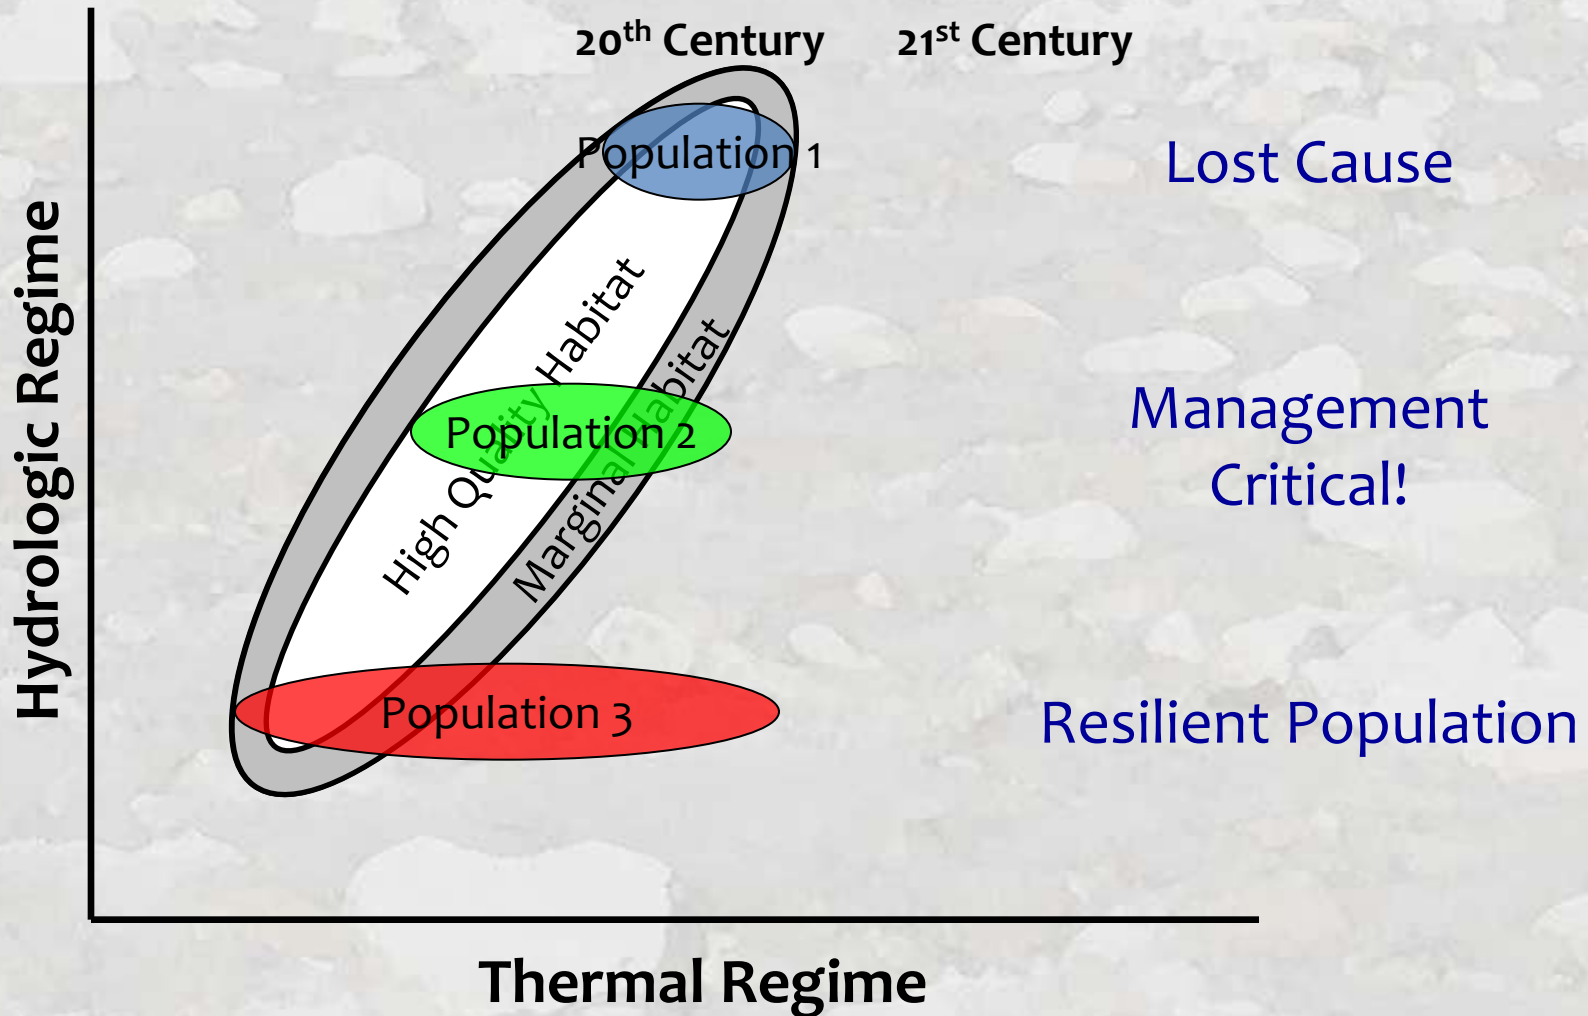 20th Century
21st Century
Population 1
Lost Cause
High Quality Habitat
Marginal Habitat
Population 2
Management
Critical!
Population 3
Resilient Population
Hydrologic Regime
Thermal Regime